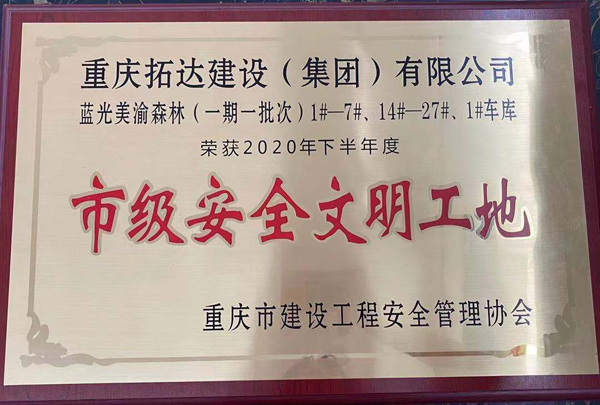 重庆拓达建设（集团）有限公司
蓝光美渝森林（一期一批次）1#—7#、14#—27#、1#车库
荣获2020年下半年度
市级安全文明工地
重庆市建设工程安全管理协会